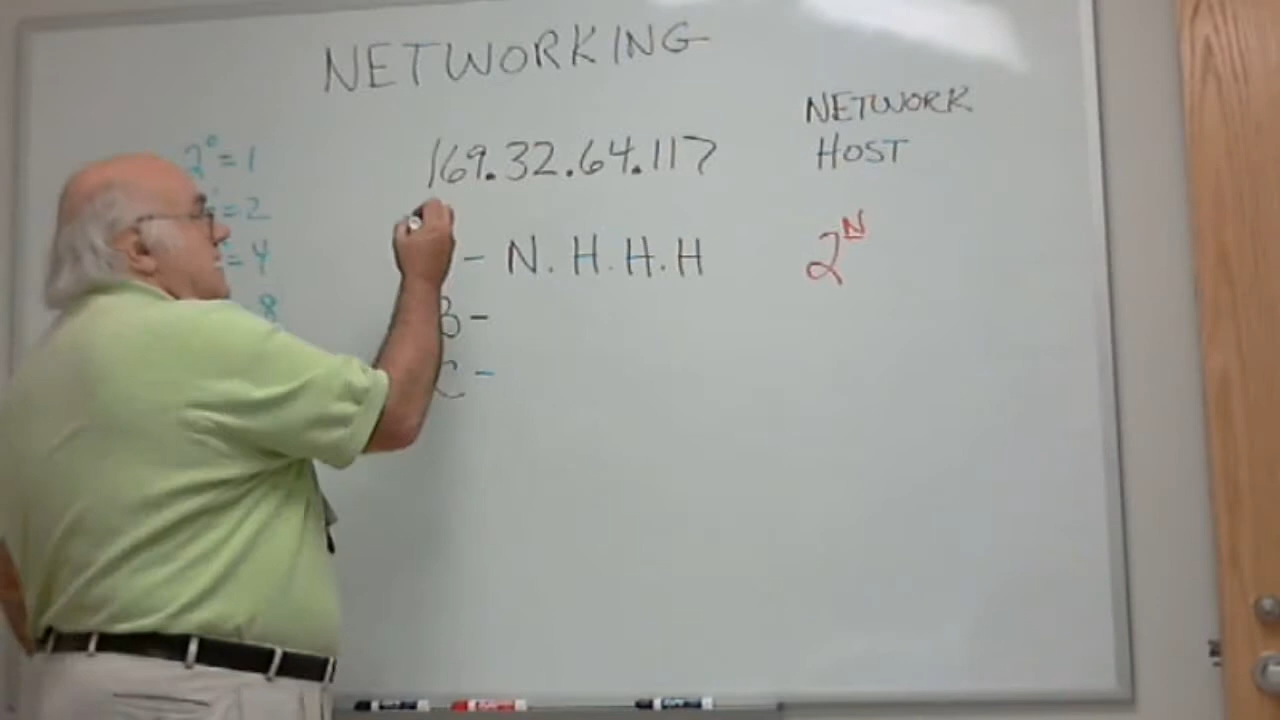 NETWORKING
NETWORK
HOST
169.32.64.117
2⁰ = 1
= 2
= 4
8
- N. H. H. H
B -
C -
2ᴺ